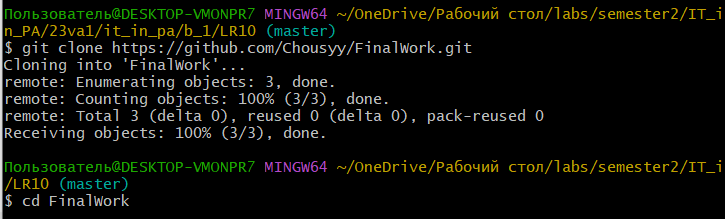 Пользователь@DESKTOP-VMONPR7 MINGW64 ~/OneDrive/Рабочий стол/labs/semester2/IT_i
n_PA/23va1/it_in_pa/b_1/LR10 (master)
$ git clone https://github.com/Chousyy/FinalWork.git
Cloning into 'FinalWork'...
remote: Enumerating objects: 3, done.
remote: Counting objects: 100% (3/3), done.
remote: Total 3 (delta 0), reused 0 (delta 0), pack-reused 0
Receiving objects: 100% (3/3), done.
Пользователь@DESKTOP-VMONPR7 MINGW64 ~/OneDrive/Рабочий стол/labs/semester2/IT_i
/LR10 (master)
$ cd FinalWork